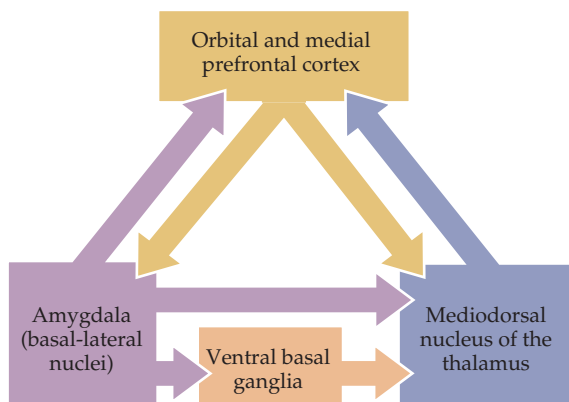 Orbital and medial
prefrontal cortex
Amygdala
(basal-lateral
nuclei)
Ventral basal
ganglia
Mediodorsal
nucleus of the
thalamus